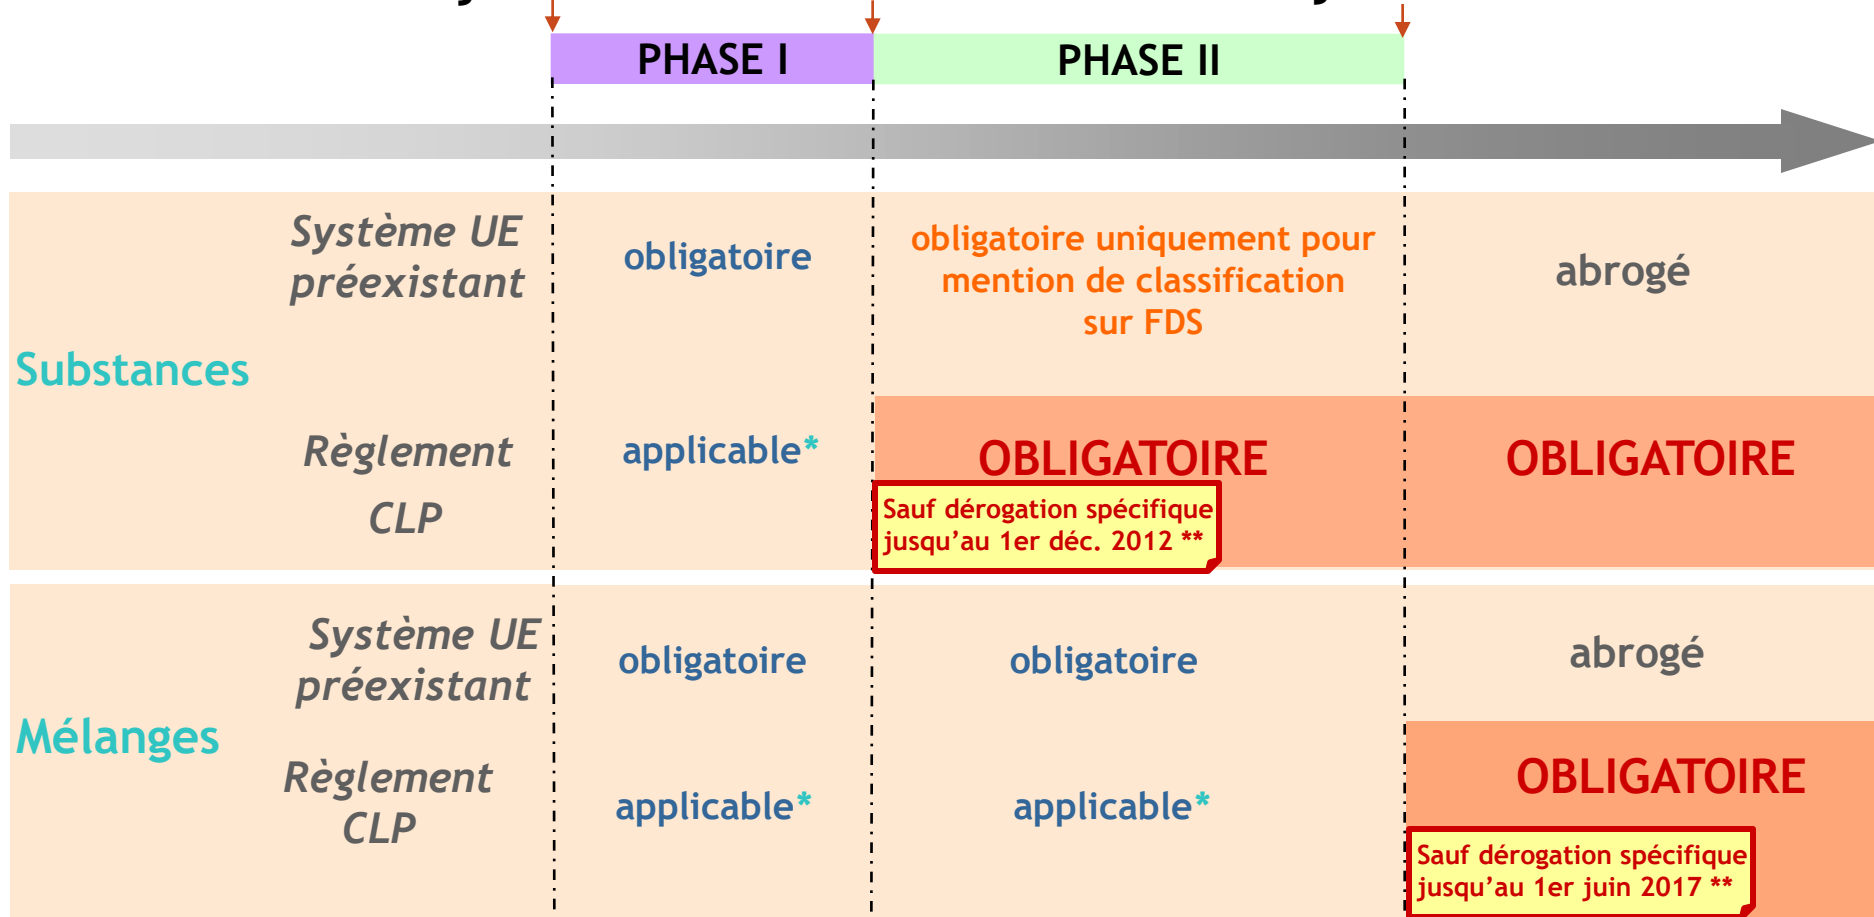 PHASE I
PHASE II
Système UE
préexistant
obligatoire
obligatoire uniquement pour
mention de classification
sur FDS
abrogé
Substances
Règlement
CLP
applicable*
OBLIGATOIRE
OBLIGATOIRE
Sauf dérogation spécifique
jusqu’au 1er déc. 2012 **
Système UE
préexistant
obligatoire
obligatoire
abrogé
Mélanges
Règlement
CLP
applicable*
applicable*
OBLIGATOIRE
Sauf dérogation spécifique
jusqu’au 1er juin 2017 **